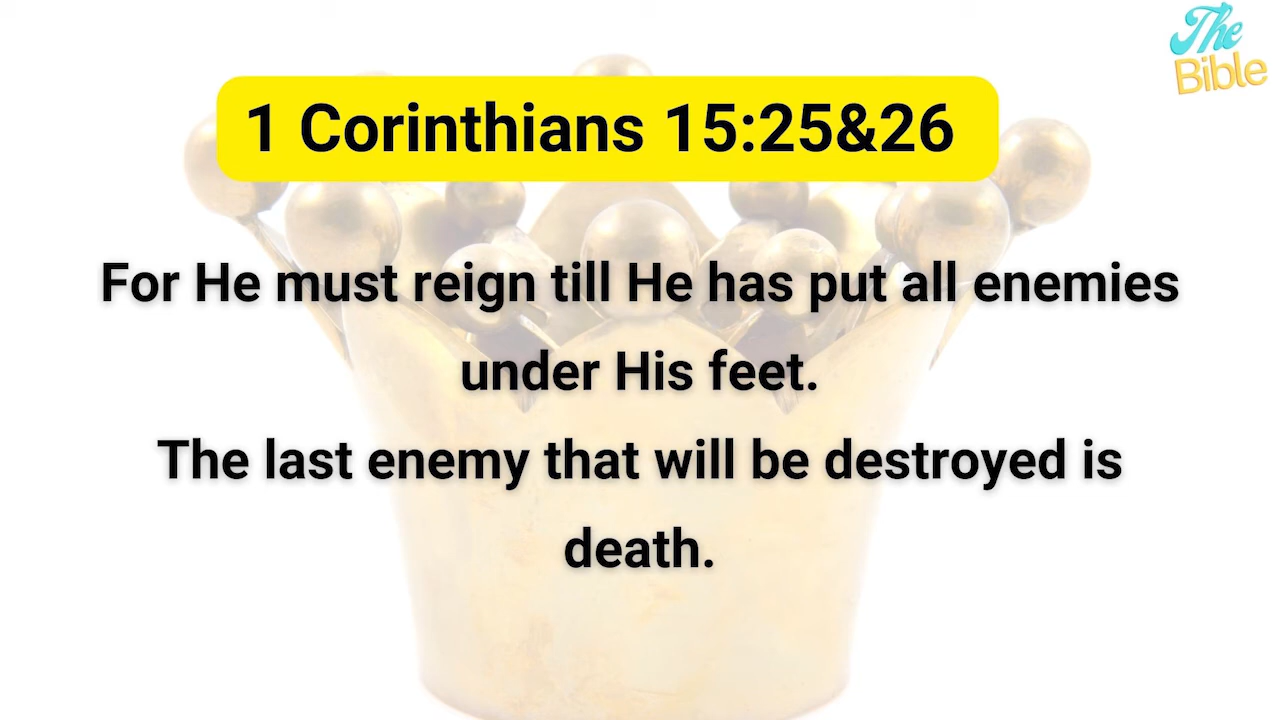 The
Bible
1 Corinthians 15:25&26
For He must reign till He has put all enemies
under His feet.
The last enemy that will be destroyed is
death.